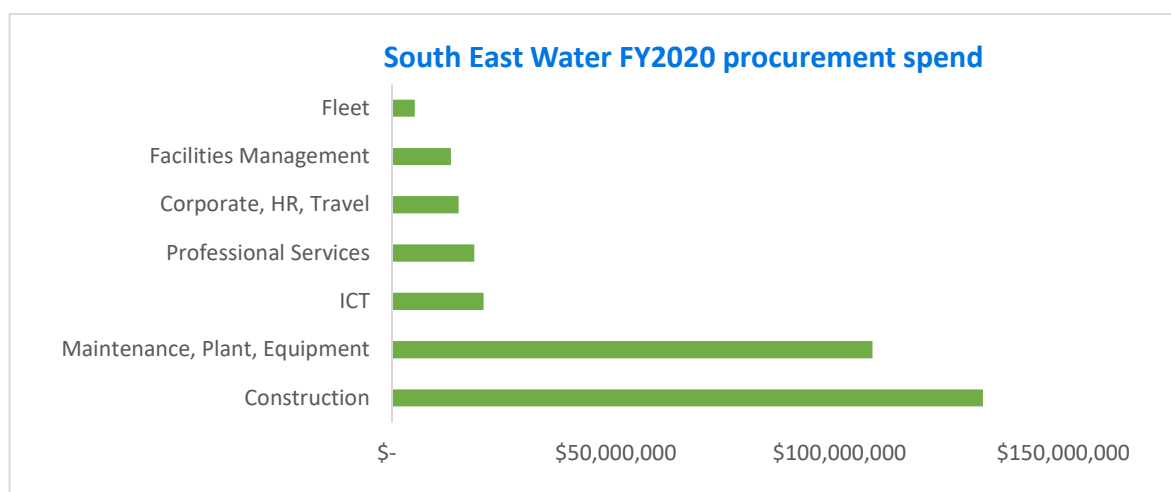 South East Water FY2020 procurement spend
Fleet
Facilities Management
Corporate, HR, Travel
Professional Services
ICT
Maintenance, Plant, Equipment
Construction
$- $50,000,000 $100,000,000 $150,000,000